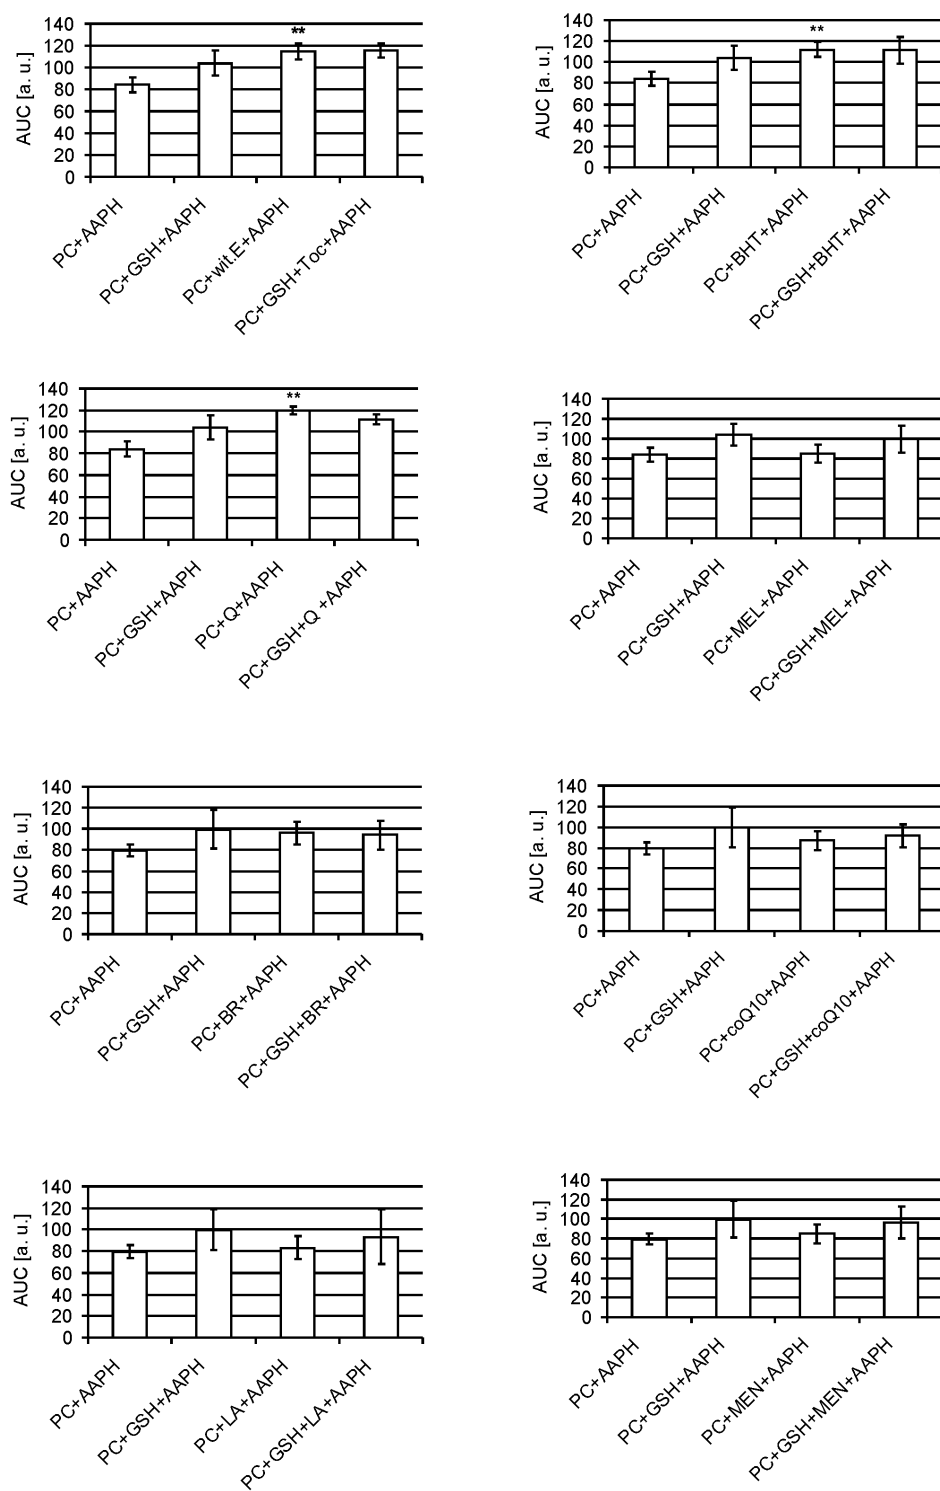 AUC [a. u.]
140
120
100
80
60
40
20
0
**
PC+AAPH
PC+GSH+AAPH
PC+wit.E+AAPH
PC+GSH+Toc+AAPH
AUC [a. u.]
140
120
100
80
60
40
20
0
**
PC+AAPH
PC+GSH+AAPH
PC+BHT+AAPH
PC+GSH+BHT+AAPH
AUC [a. u.]
140
120
100
80
60
40
20
0
**
PC+AAPH
PC+GSH+AAPH
PC+Q+AAPH
PC+GSH+Q +AAPH
AUC [a. u.]
140
120
100
80
60
40
20
0
PC+AAPH
PC+GSH+AAPH
PC+MEL+AAPH
PC+GSH+MEL+AAPH
AUC [a. u.]
140
120
100
80
60
40
20
0
PC+AAPH
PC+GSH+AAPH
PC+BR+AAPH
PC+GSH+BR+AAPH
AUC [a. u.]
140
120
100
80
60
40
20
0
PC+AAPH
PC+GSH+AAPH
PC+coQ10+AAPH
PC+GSH+coQ10+AAPH
AUC [a. u.]
140
120
100
80
60
40
20
0
PC+AAPH
PC+GSH+AAPH
PC+LA+AAPH
PC+GSH+LA+AAPH
AUC [a. u.]
140
120
100
80
60
40
20
0
PC+AAPH
PC+GSH+AAPH
PC+MEN+AAPH
PC+GSH+MEN+AAPH